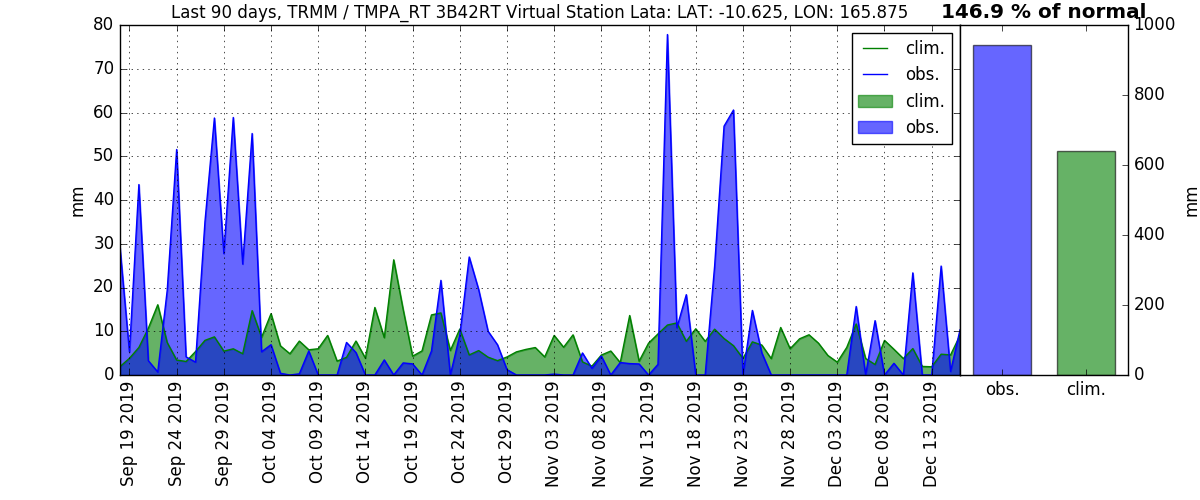 Last 90 days, TRMM / TMPA_RT 3B42RT Virtual Station Lata: LAT: -10.625, LON: 165.875
146.9 % of normal
80
70
60
50
40
30
20
10
0
mm
clim.
obs.
clim.
obs.
1000
800
600
400
200
0
mm
Sep 19 2019
Sep 24 2019
Sep 29 2019
Oct 04 2019
Oct 09 2019
Oct 14 2019
Oct 19 2019
Oct 24 2019
Oct 29 2019
Nov 03 2019
Nov 08 2019
Nov 13 2019
Nov 18 2019
Nov 23 2019
Nov 28 2019
Dec 03 2019
Dec 08 2019
Dec 13 2019
obs.
clim.